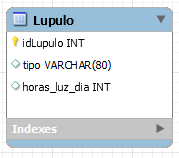 Lupulo
idLupulo INT
tipo VARCHAR(80)
horas_luz_dia INT
Indexes